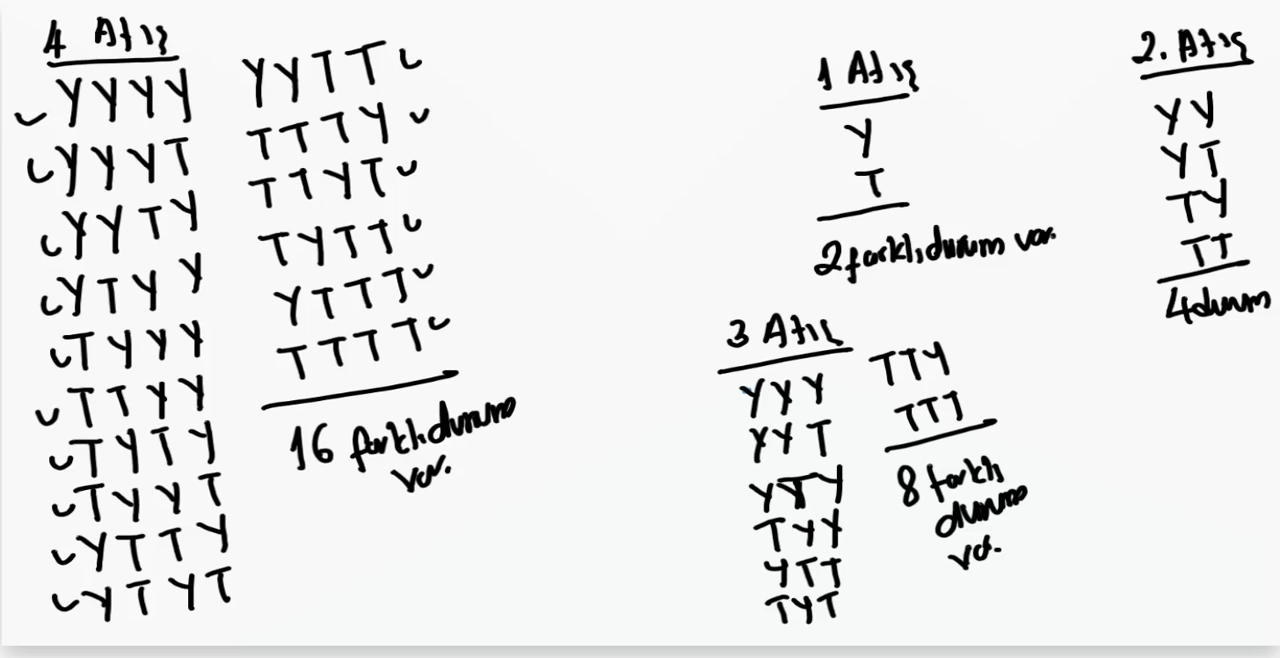 4 Atış
YYYY
YYYT
YYTY
YTYY
TYYY
TTYY
TYTY
TYYT
YTTY
YTYT
YYTT
TTTY
TTYT
TYTT
YTTT
TTTT
16 farklı durum
var.
1 Atış
Y
T
2 farklı durum var.
2. Atış
YY
YT
TY
TT
4 durum
3 Atış
YYY
YYT
YTY
TYY
YTT
TYT
TTY
TTT
8 farklı
durum
var.